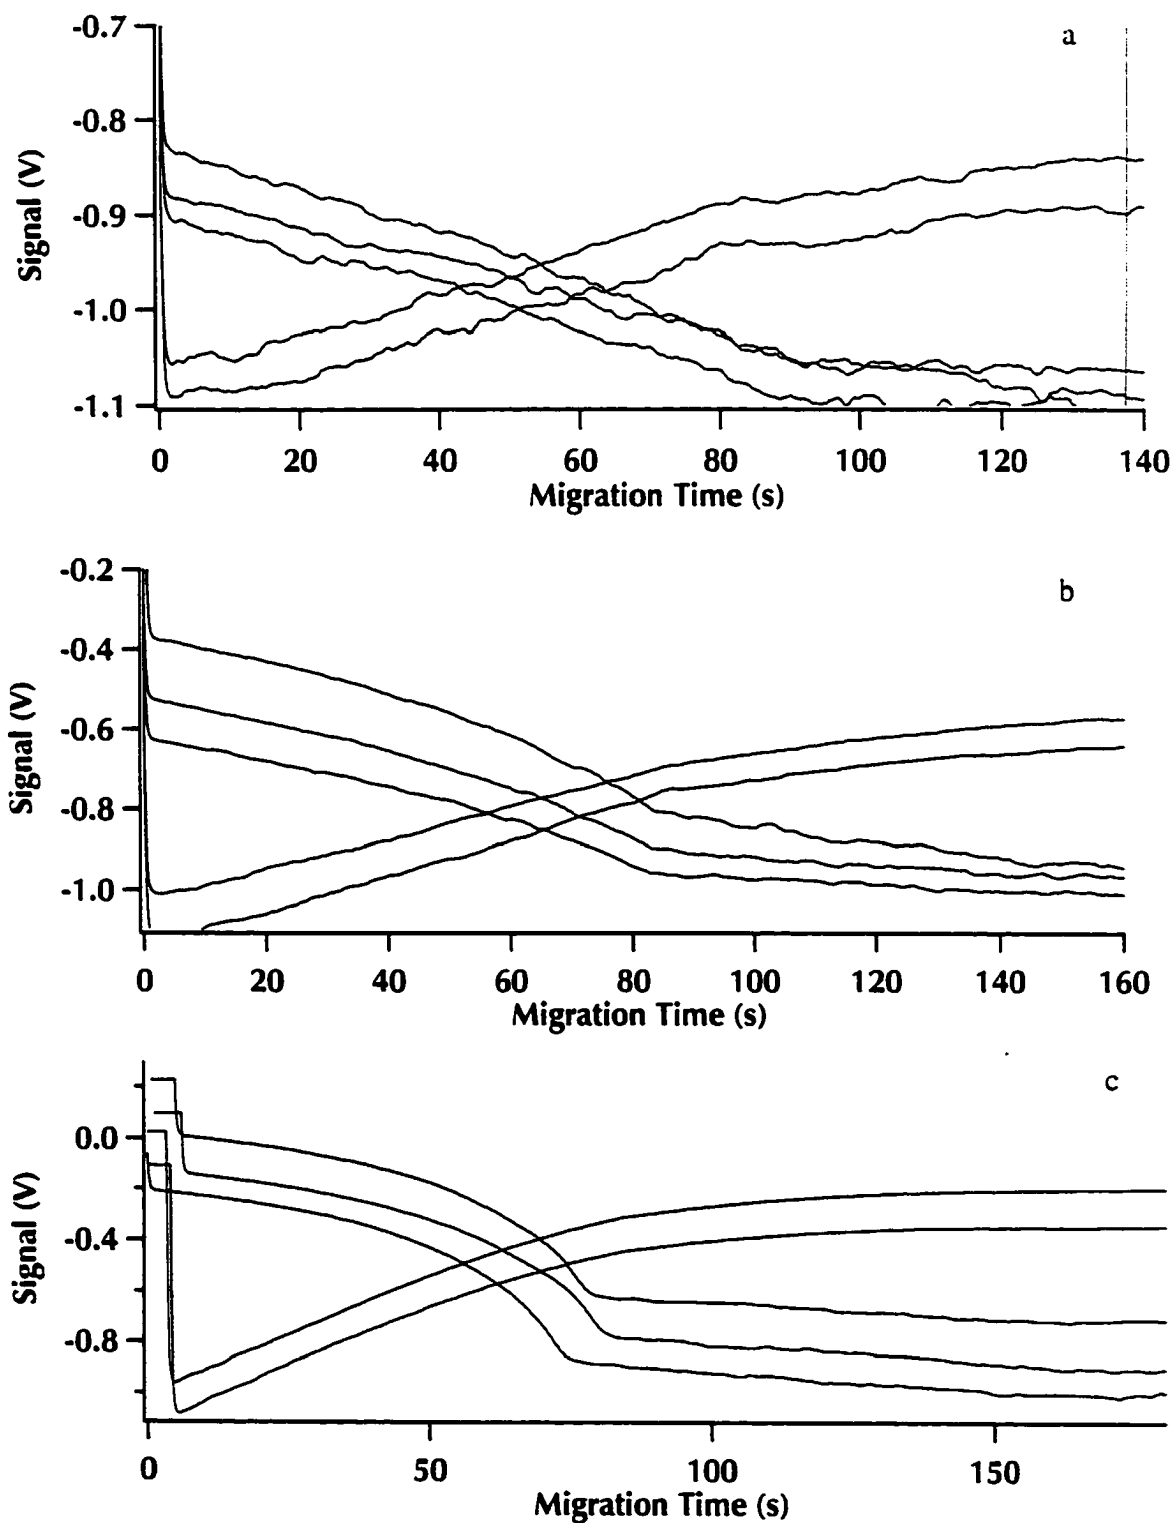 a
-0.7
-0.8
-0.9
-1.0
-1.1
Signal (V)
0 20 40 60 80 100 120 140
Migration Time (s)
b
-0.2
-0.4
-0.6
-0.8
-1.0
Signal (V)
0 20 40 60 80 100 120 140 160
Migration Time (s)
c
0.0
-0.4
-0.8
Signal (V)
0 50 100 150
Migration Time (s)